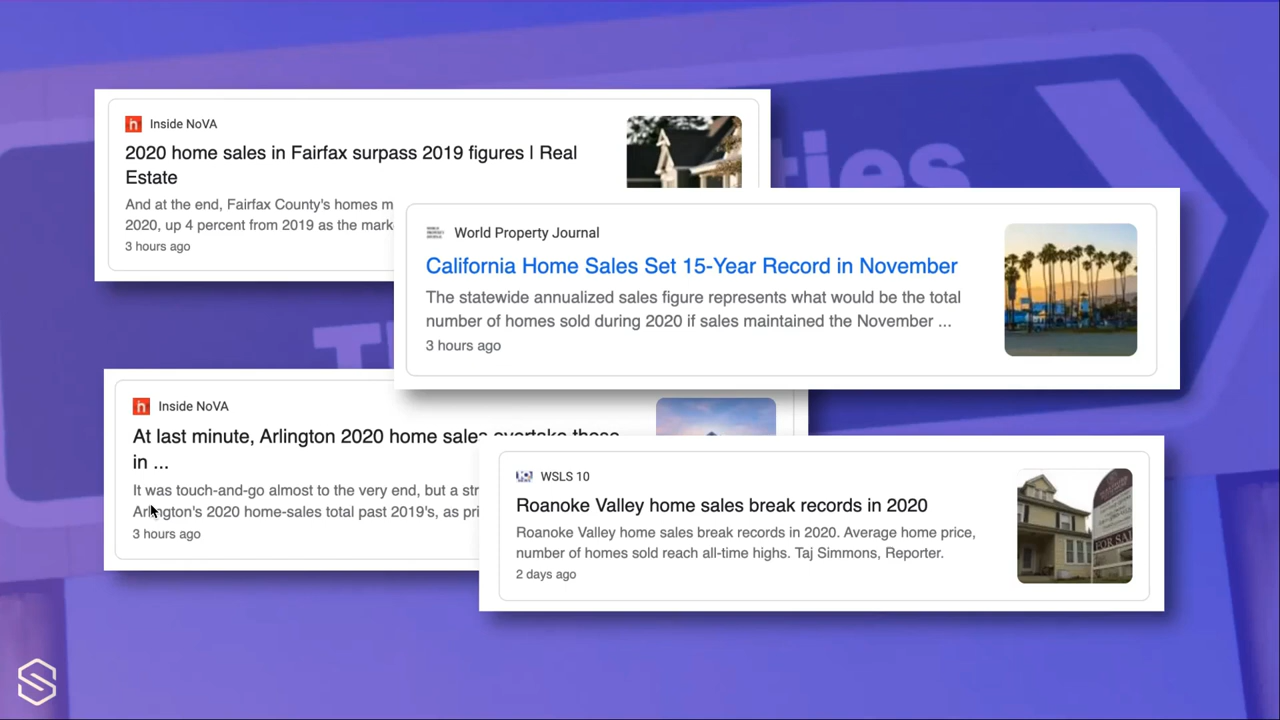 Inside NoVA
2020 home sales in Fairfax surpass 2019 figures | Real
Estate
And at the end, Fairfax County's homes
2020, up 4 percent from 2019 as the
3 hours ago
ties
World Property Journal
California Home Sales Set 15-Year Record in November
The statewide annualized sales figure represents what would be the total
number of homes sold during 2020 if sales maintained the November ...
3 hours ago
Inside NoVA
At last minute, Arlington 2020 home sales overtake those
in ...
It was touch-and-go almost to the very end, but a
Arlington's 2020 home-sales total past 2019's, as
3 hours ago
WSLS 10
Roanoke Valley home sales break records in 2020
Roanoke Valley home sales break records in 2020. Average home price,
number of homes sold reach all-time highs. Taj Simmons, Reporter.
2 days ago
FOR SAL